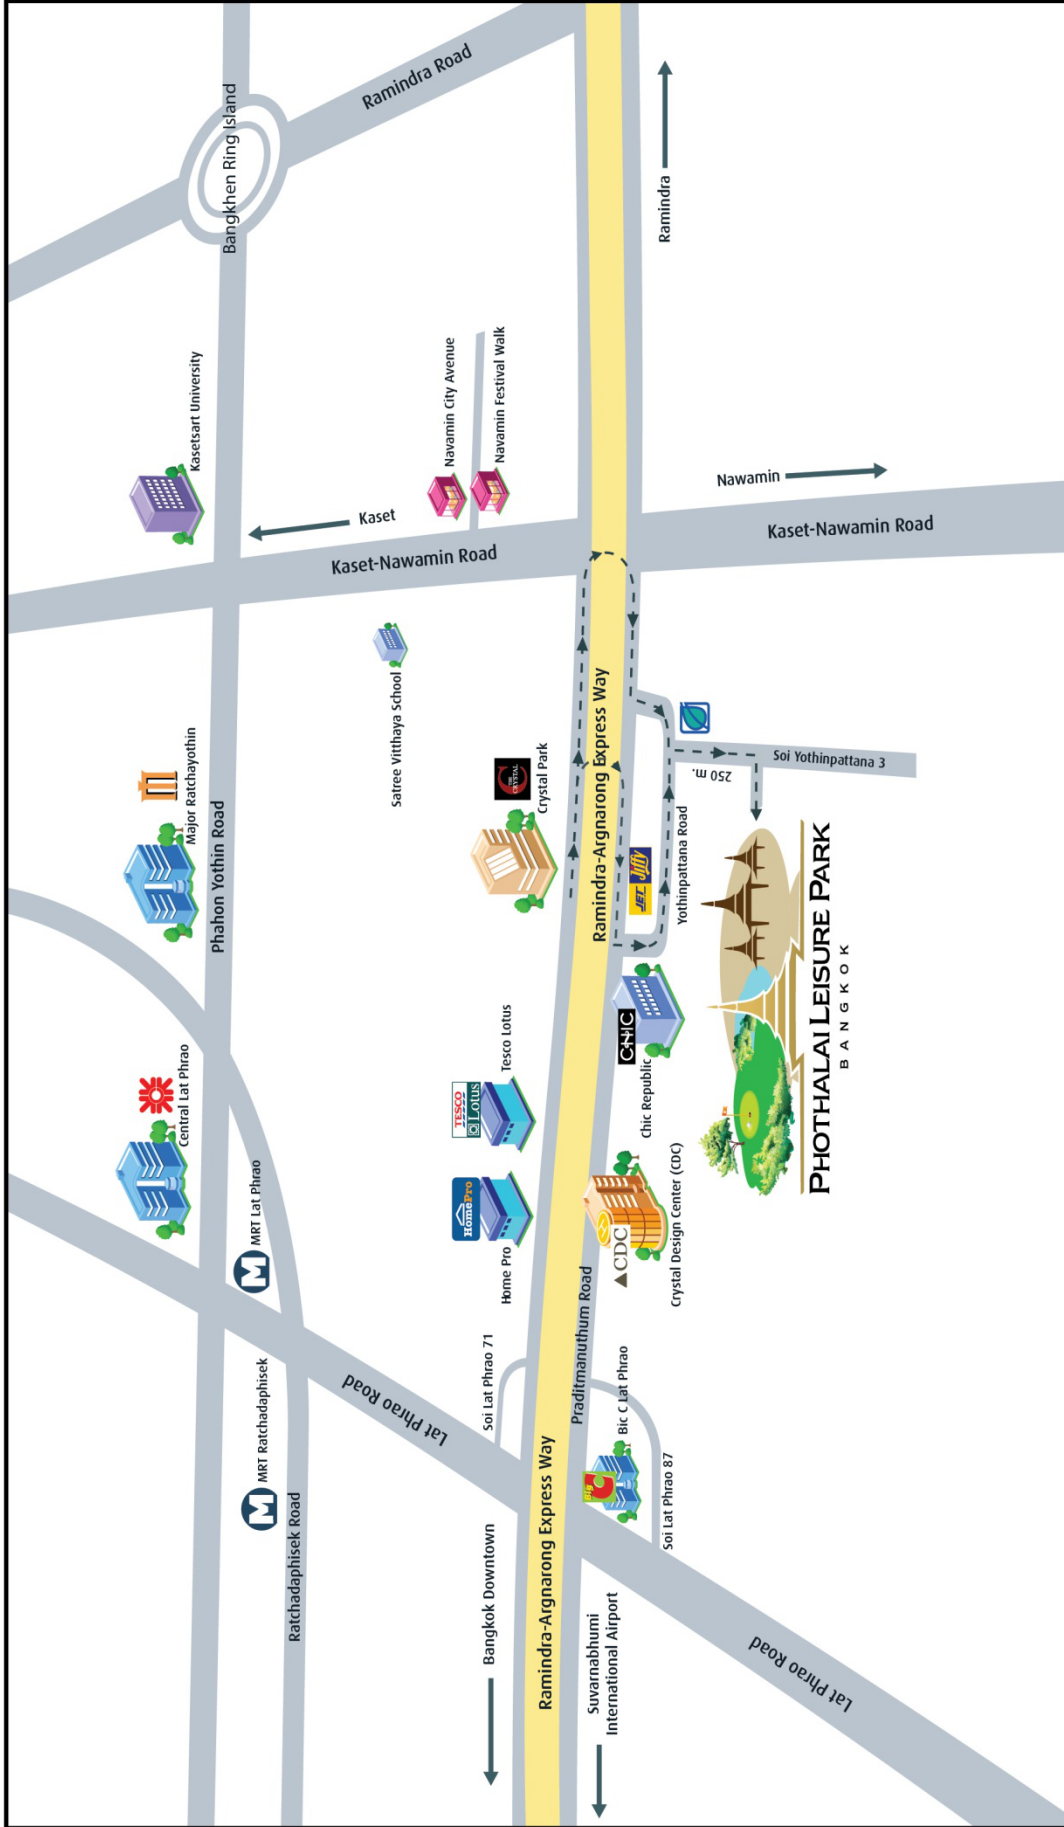 Bangkhen Ring Island
Ramindra Road
Ramindra
Kasetsart University
Navamin City Avenue
Navamin Festival Walk
Kaset
Nawamin
Kaset-Nawamin Road
Kaset-Nawamin Road
Satree Vitthaya School
Major Ratchayothin
Phahon Yothin Road
THE
CRYSTAL
Crystal Park
Ramindra-Argnarong Express Way
250 m.
Soi Yothinpattana 3
JET
Jiffy
Yothinpattana Road
PHOTHALAI LEISURE PARK
BANGKOK
Central Lat Phrao
TESCO
Lotus
Tesco Lotus
CHIC
Chic Republic
M
MRT Lat Phrao
HomePro
Home Pro
CDC
Crystal Design Center (CDC)
Praditmanuthum Road
Soi Lat Phrao 71
Big
C
Bic C Lat Phrao
Soi Lat Phrao 87
Lat Phrao Road
M
MRT Ratchadaphisek
Ratchadaphisek Road
Bangkok Downtown
Ramindra-Argnarong Express Way
Suvarnabhumi
International Airport
Lat Phrao Road